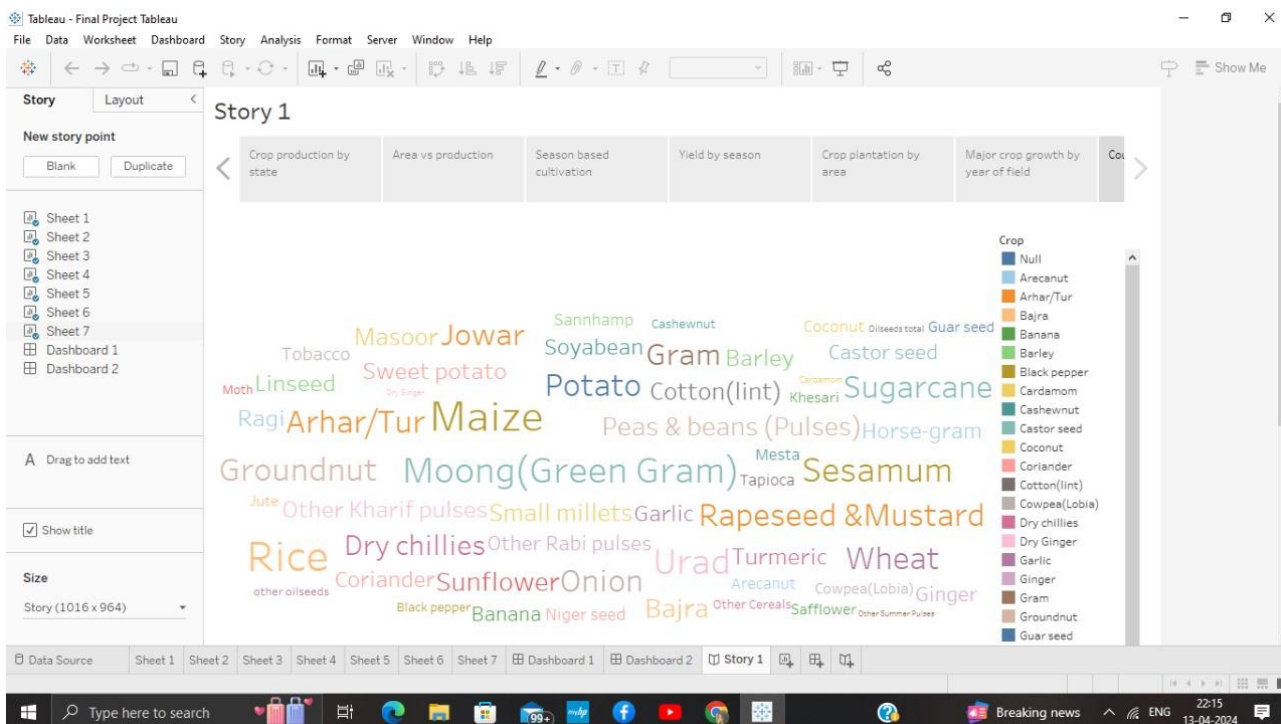 Tableau - Final Project Tableau
File Data Worksheet Dashboard Story Analysis Format Server Window Help
Show Me
Story Layout
New story point
Blank Duplicate
Sheet 1
Sheet 2
Sheet 3
Sheet 4
Sheet 5
Sheet 6
Sheet 7
Dashboard 1
Dashboard 2
A Drag to add text
Show title
Size
Story (1016 x 964)
Story 1
Crop production by
state
Area vs production
Season based
cultivation
Yield by season
Crop plantation by
area
Major crop growth by
year of field
Cou
Sannhamp Cashewnut
Masoor Jowar Coconut Oilseeds total Guar seed
Tobacco Soyabean Gram Barley Castor seed
Sweet potato
Moth Linseed Dry Ginger Potato Cotton(lint) Cardamom Khesari Sugarcane
Ragi Arhar/Tur Maize Peas & beans (Pulses) Horse-gram
Mesta
Groundnut Moong(Green Gram) Tapioca Sesamum
Jute Other Kharif pulses Small millets Garlic Rapeseed &Mustard
Rice Dry chillies Other Rabi pulses Urad Turmeric Wheat
other oilseeds Coriander Sunflower Onion Arecanut Cowpea(Lobia) Ginger
Black pepper Banana Niger seed Bajra Other Cereals Safflower Other Summer Pulses
Crop
Null
Arecanut
Arhar/Tur
Bajra
Banana
Barley
Black pepper
Cardamom
Cashewnut
Castor seed
Coconut
Coriander
Cotton(lint)
Cowpea(Lobia)
Dry chillies
Dry Ginger
Garlic
Ginger
Gram
Groundnut
Guar seed
Data Source Sheet 1 Sheet 2 Sheet 3 Sheet 4 Sheet 5 Sheet 6 Sheet 7 Dashboard 1 Dashboard 2 Story 1
Type here to search 99+ mhp Breaking news ENG 22:15
13-04-2024